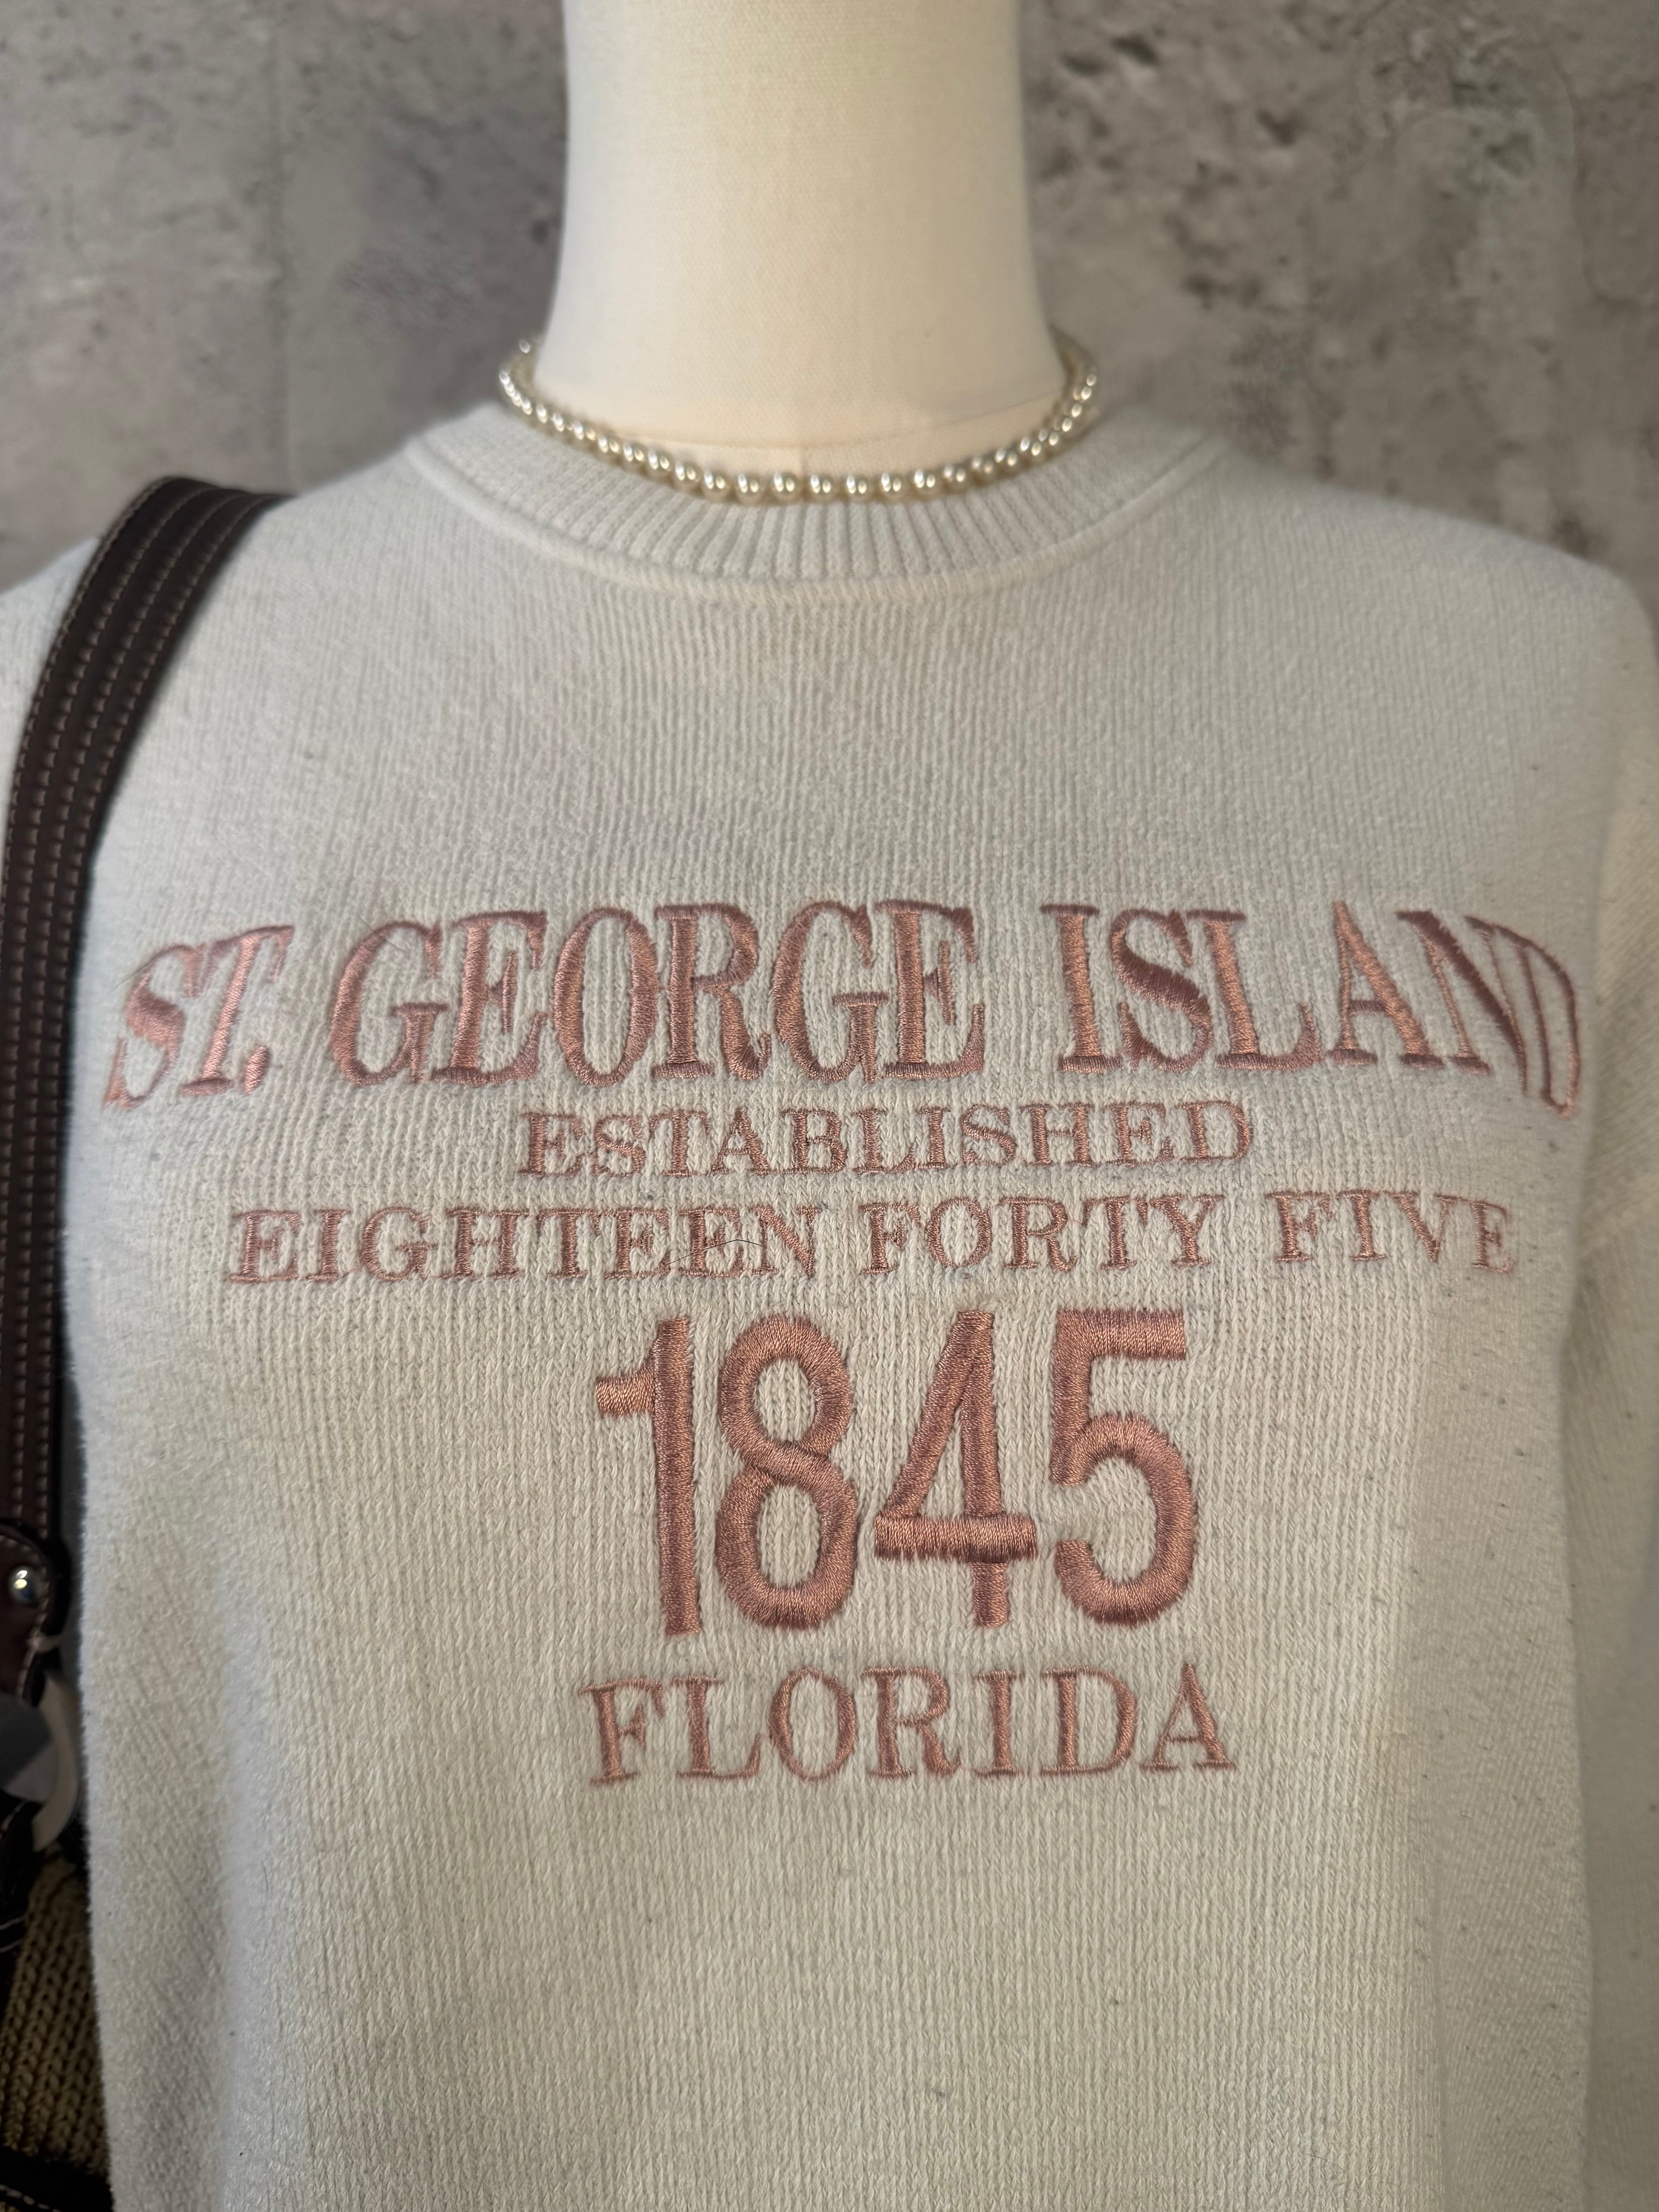 ST. GEORGE ISLAND
ESTABLISHED
EIGHTEEN FORTY FIVE
1845
FLORIDA